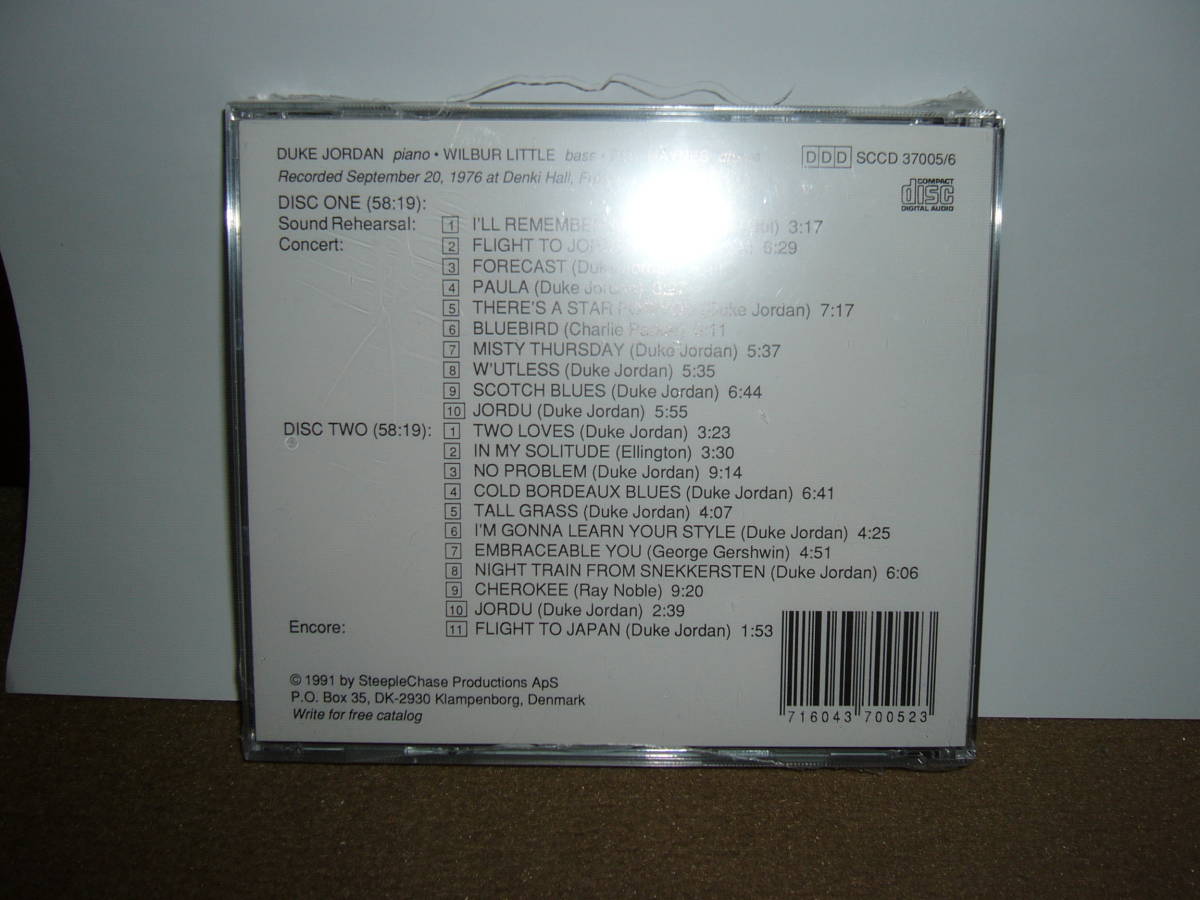 DUKE JORDAN piano • WILBUR LITTLE bass •
DDD SCCD 37005/6
Recorded September 20, 1976 at Denki Hall,
COMPACT
disc
DIGITAL AUDIO
DISC ONE (58:19):
Sound Rehearsal: 1 I'LL REMEMBER 3:17
Concert: 2 FLIGHT TO 6:29
3 FORECAST (Duke
4 PAULA (Duke
5 THERE'S A STAR (Duke Jordan) 7:17
6 BLUEBIRD (Charlie
7 MISTY THURSDAY (Duke Jordan) 5:37
8 W'UTLESS (Duke Jordan) 5:35
9 SCOTCH BLUES (Duke Jordan) 6:44
10 JORDU (Duke Jordan) 5:55
DISC TWO (58:19): 1 TWO LOVES (Duke Jordan) 3:23
2 IN MY SOLITUDE (Ellington) 3:30
3 NO PROBLEM (Duke Jordan) 9:14
4 COLD BORDEAUX BLUES (Duke Jordan) 6:41
5 TALL GRASS (Duke Jordan) 4:07
6 I'M GONNA LEARN YOUR STYLE (Duke Jordan) 4:25
7 EMBRACEABLE YOU (George Gershwin) 4:51
8 NIGHT TRAIN FROM SNEKKERSTEN (Duke Jordan) 6:06
9 CHEROKEE (Ray Noble) 9:20
10 JORDU (Duke Jordan) 2:39
Encore: 11 FLIGHT TO JAPAN (Duke Jordan) 1:53
© 1991 by SteepleChase Productions ApS
P.O. Box 35, DK-2930 Klampenborg, Denmark
Write for free catalog
7 16043 70052 3